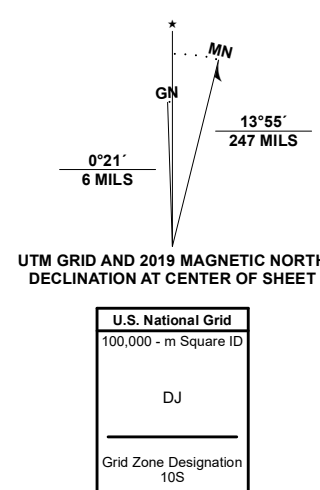 ★
MN
GN
13°55´
247 MILS
0°21´
6 MILS
UTM GRID AND 2019 MAGNETIC NORTH
DECLINATION AT CENTER OF SHEET
U.S. National Grid
100,000 - m Square ID
DJ
Grid Zone Designation
10S